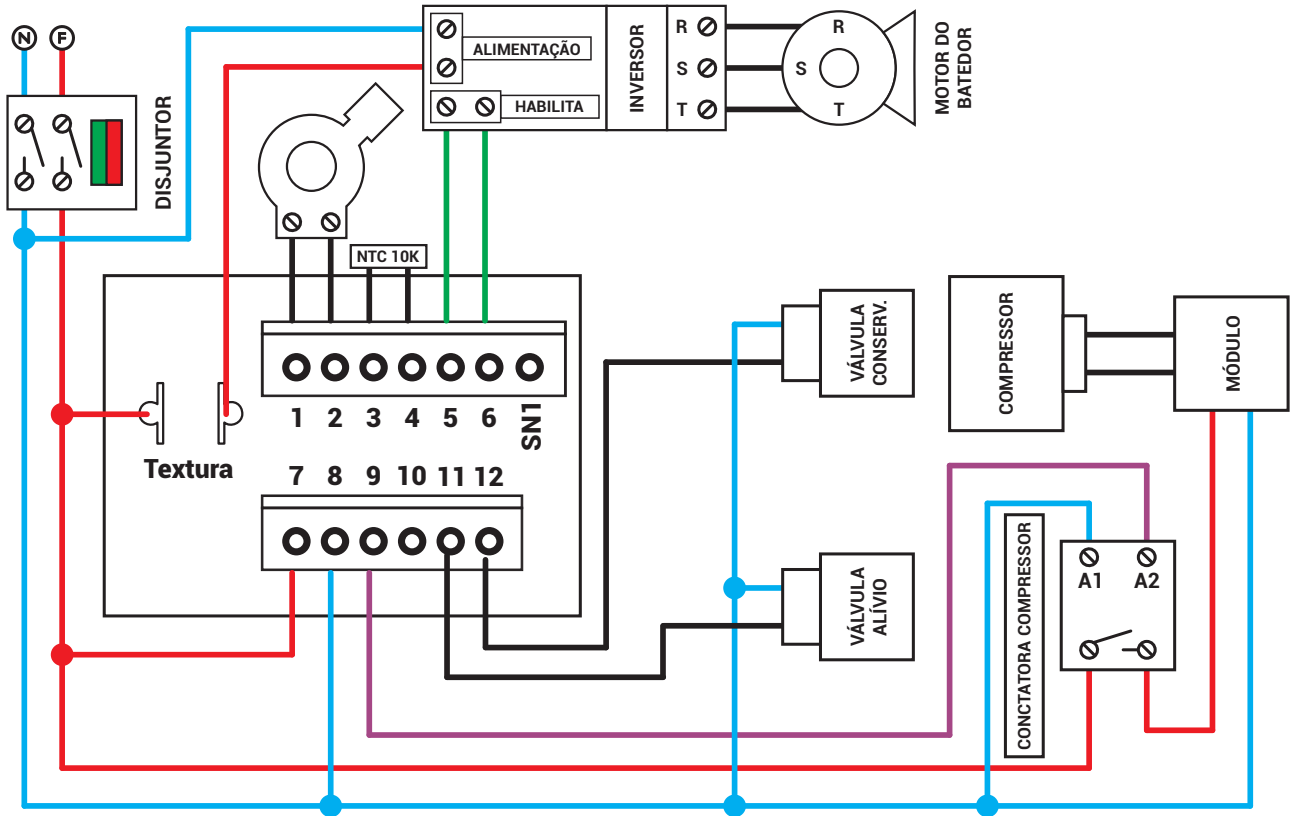 N F
DISJUNTOR
ALIMENTAÇÃO
HABILITA
INVERSOR
R
S
T
R
S
T
MOTOR DO
BATEDOR
NTC 10K
1 2 3 4 5 6 SN1
Textura
7 8 9 10 11 12
VÁLVULA
CONSERV.
COMPRESSOR
MÓDULO
VÁLVULA
ALÍVIO
CONCTATORA COMPRESSOR
A1 A2